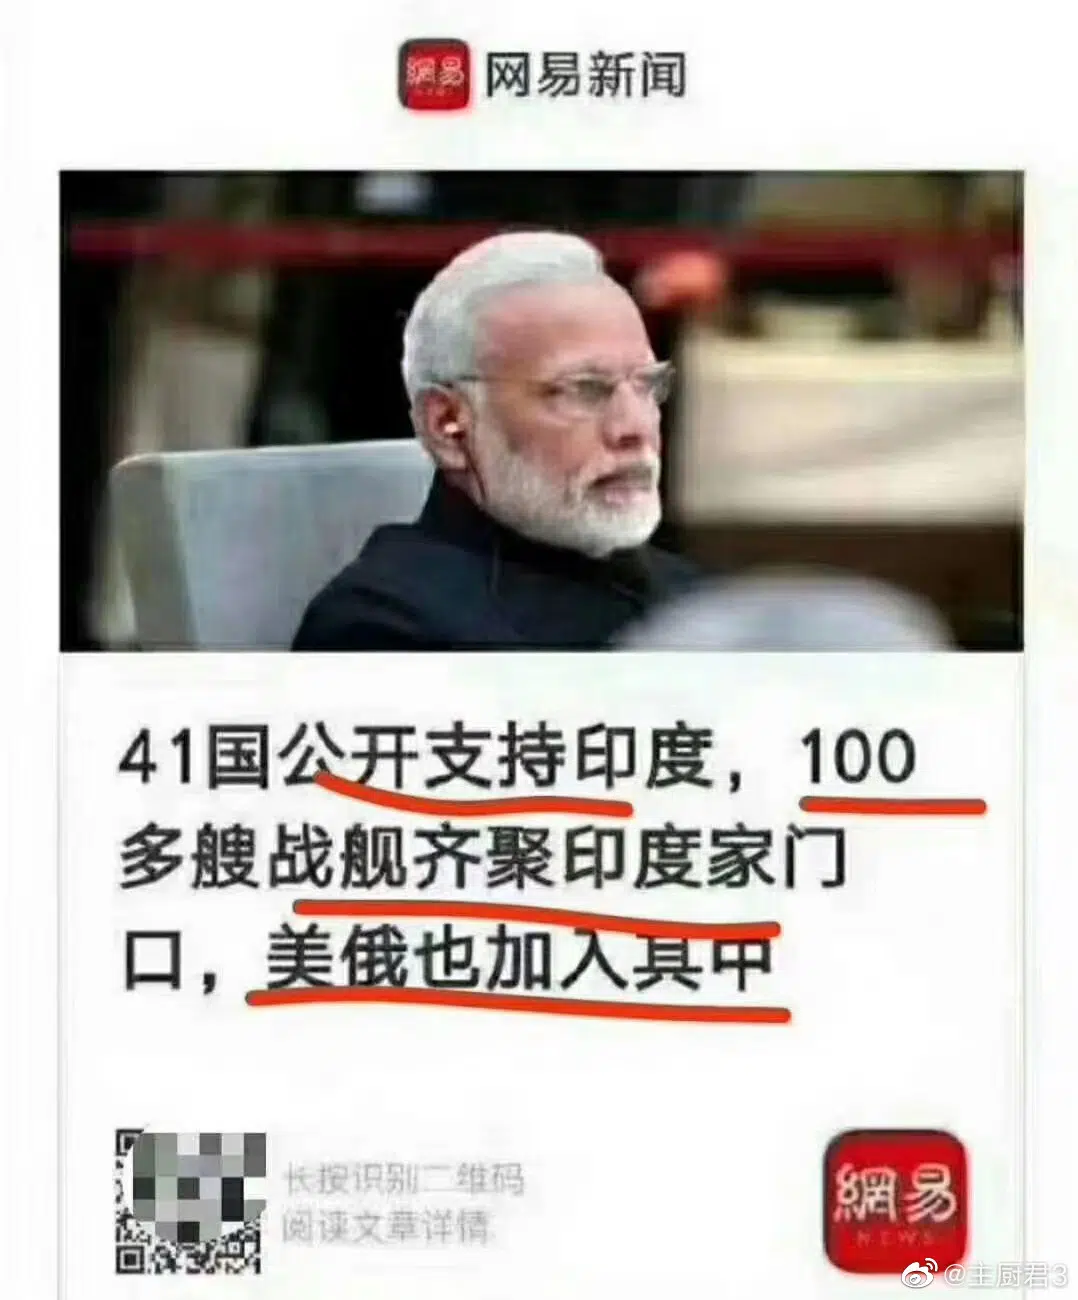 網易
NEWS
网易新闻
41国公开支持印度，100
多艘战舰齐聚印度家门
口，美俄也加入其中
长按识别二维码
阅读文章详情
網易
NEWS
@主厨君3